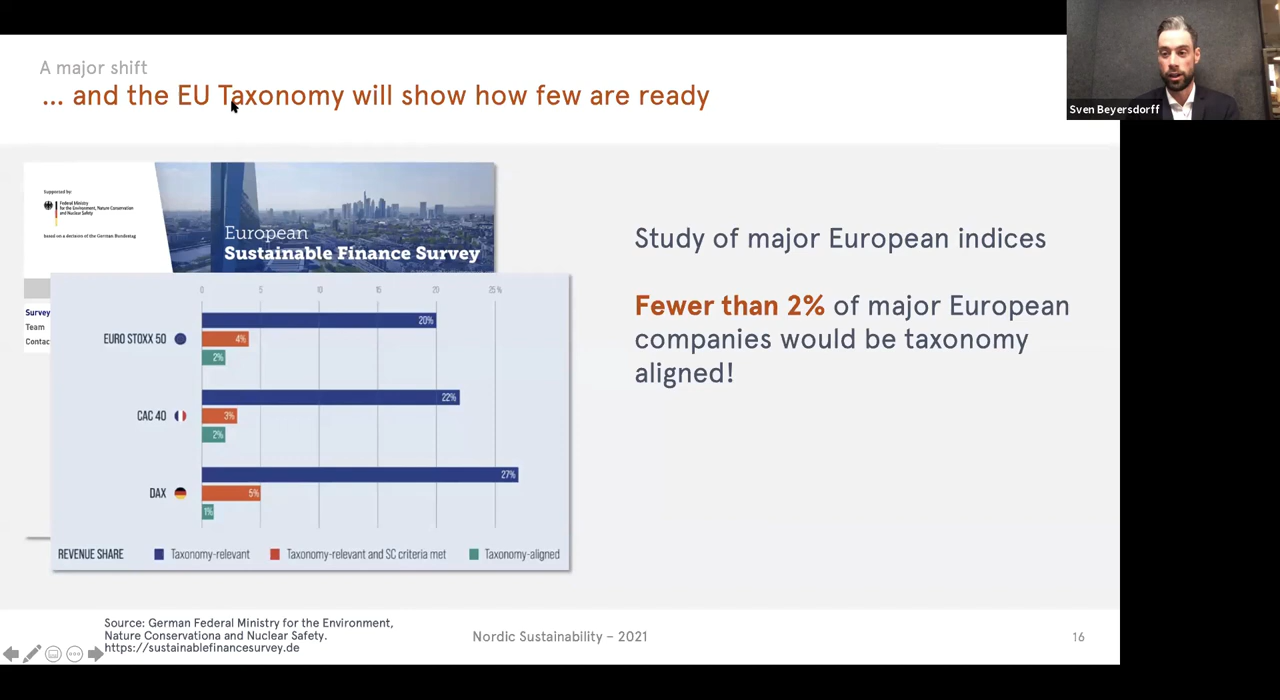 A major shift
... and the EU Taxonomy will show how few are ready
Sven Beyersdorff
Supported by:
Federal Ministry
for the Environment, Nature Conservation
and Nuclear Safety
based on a decision of the German Bundestag
European
Sustainable Finance Survey
Survey
Team
Contac
0 5 10 15 20 25 %
EURO STOXX 50
20%
4%
2%
CAC 40
22%
3%
2%
DAX
27%
5%
1%
REVENUE SHARE Taxonomy-relevant Taxonomy-relevant and SC criteria met Taxonomy-aligned
Study of major European indices
Fewer than 2% of major European
companies would be taxonomy
aligned!
Source: German Federal Ministry for the Environment,
Nature Conservationa and Nuclear Safety.
https://sustainablefinancesurvey.de
Nordic Sustainability – 2021
16